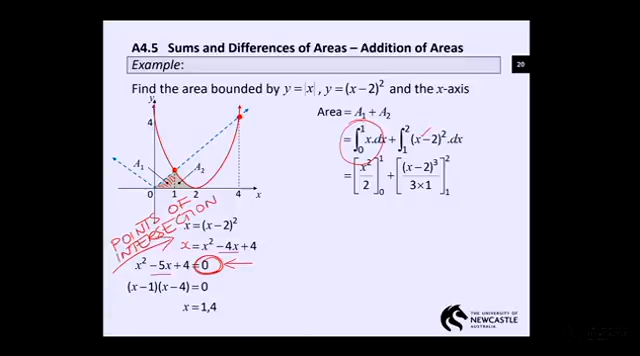 A4.5 Sums and Differences of Areas – Addition of Areas
Example:
20
Find the area bounded by y = |x|, y = (x−2)² and the x-axis
y
4
A₁
A₂
1
2
4
x
POINTS OF
INTERSECTION
x = (x−2)²
x = x² − 4x + 4
x² − 5x + 4 = 0
(x−1)(x−4) = 0
x = 1,4
Area = A₁ + A₂
= ∫₀¹ x.dx + ∫₁² (x−2)².dx
= [x²/2]₀¹ + [(x−2)³/3×1]₁²
THE UNIVERSITY OF
NEWCASTLE
AUSTRALIA